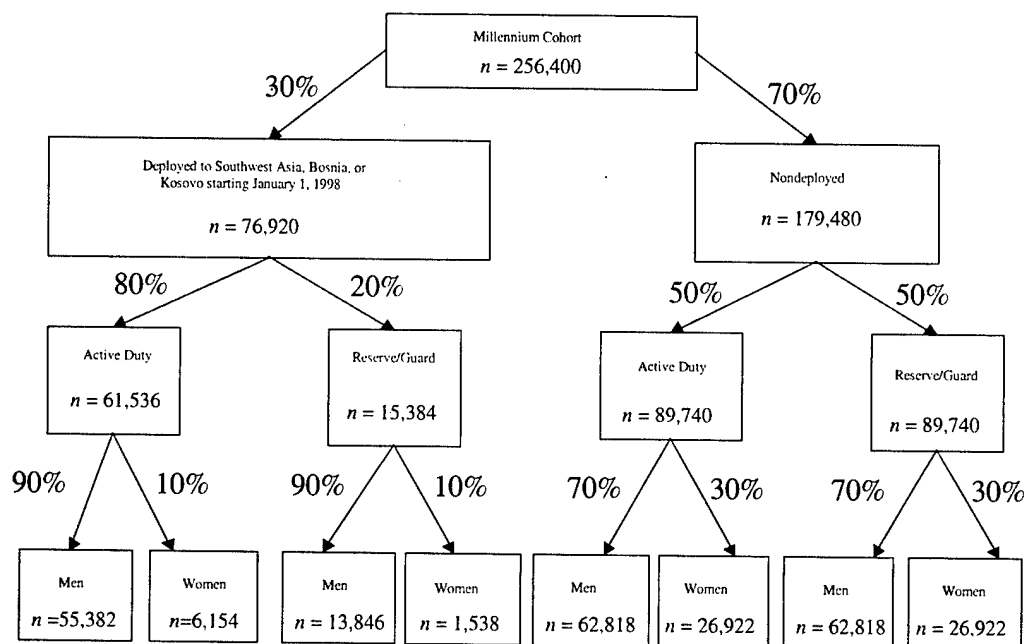 Millennium Cohort
n = 256,400
30%
70%
Deployed to Southwest Asia, Bosnia, or
Kosovo starting January 1, 1998
n = 76,920
Nondeployed
n = 179,480
80%
20%
50%
50%
Active Duty
n = 61,536
Reserve/Guard
n = 15,384
Active Duty
n = 89,740
Reserve/Guard
n = 89,740
90%
10%
90%
10%
70%
30%
70%
30%
Men
n =55,382
Women
n=6,154
Men
n = 13,846
Women
n = 1,538
Men
n = 62,818
Women
n = 26,922
Men
n = 62,818
Women
n = 26,922